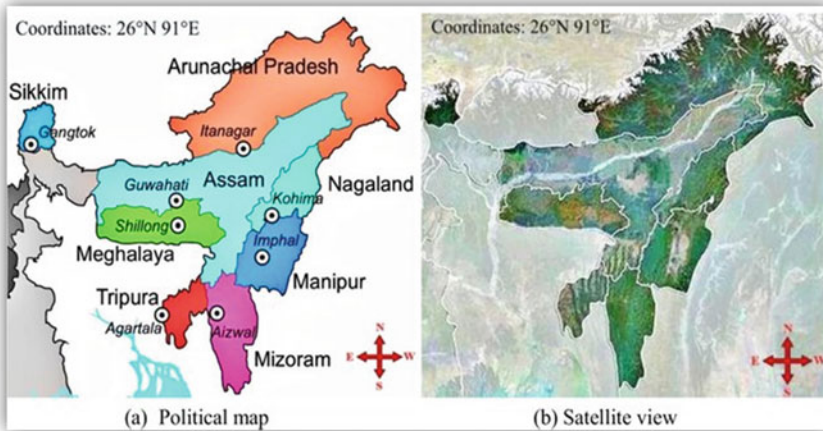 Coordinates: 26°N 91°E
Arunachal Pradesh
Sikkim
Gangtok
Itanagar
Guwahati
Assam
Nagaland
Kohima
Shillong
Imphal
Meghalaya
Manipur
Tripura
Agartala
Aizwal
Mizoram
N
E
W
S
(a) Political map
Coordinates: 26°N 91°E
N
E
W
S
(b) Satellite view